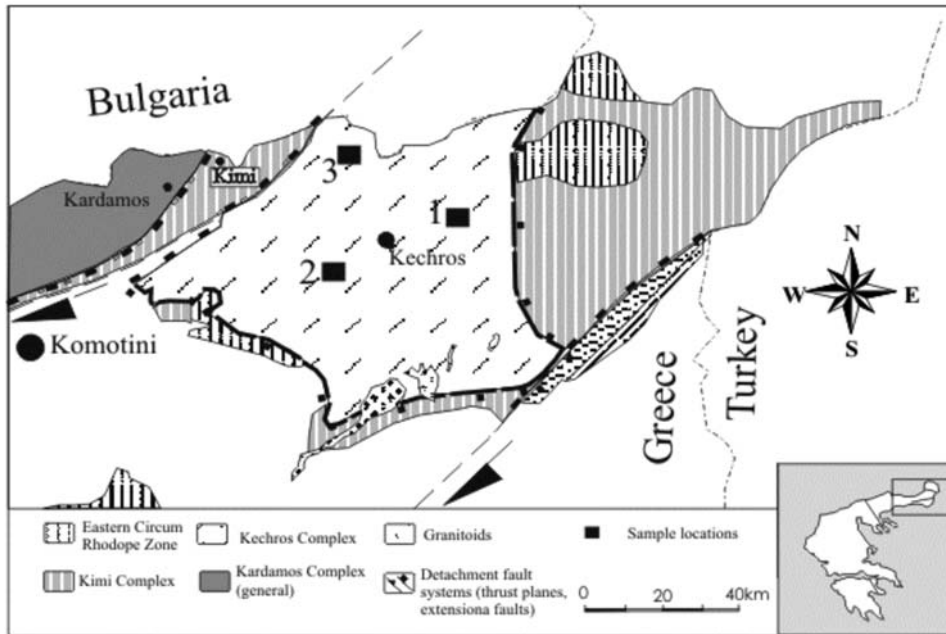 Bulgaria
Kimi
Kardamos
3
1
Kechros
2
Komotini
N
W
E
S
Greece
Turkey
Eastern Circum
Rhodope Zone
Kechros Complex
Granitoids
Sample locations
Kimi Complex
Kardamos Complex
(general)
Detachment fault
systems (thrust planes,
extensiona faults)
0
20
40km